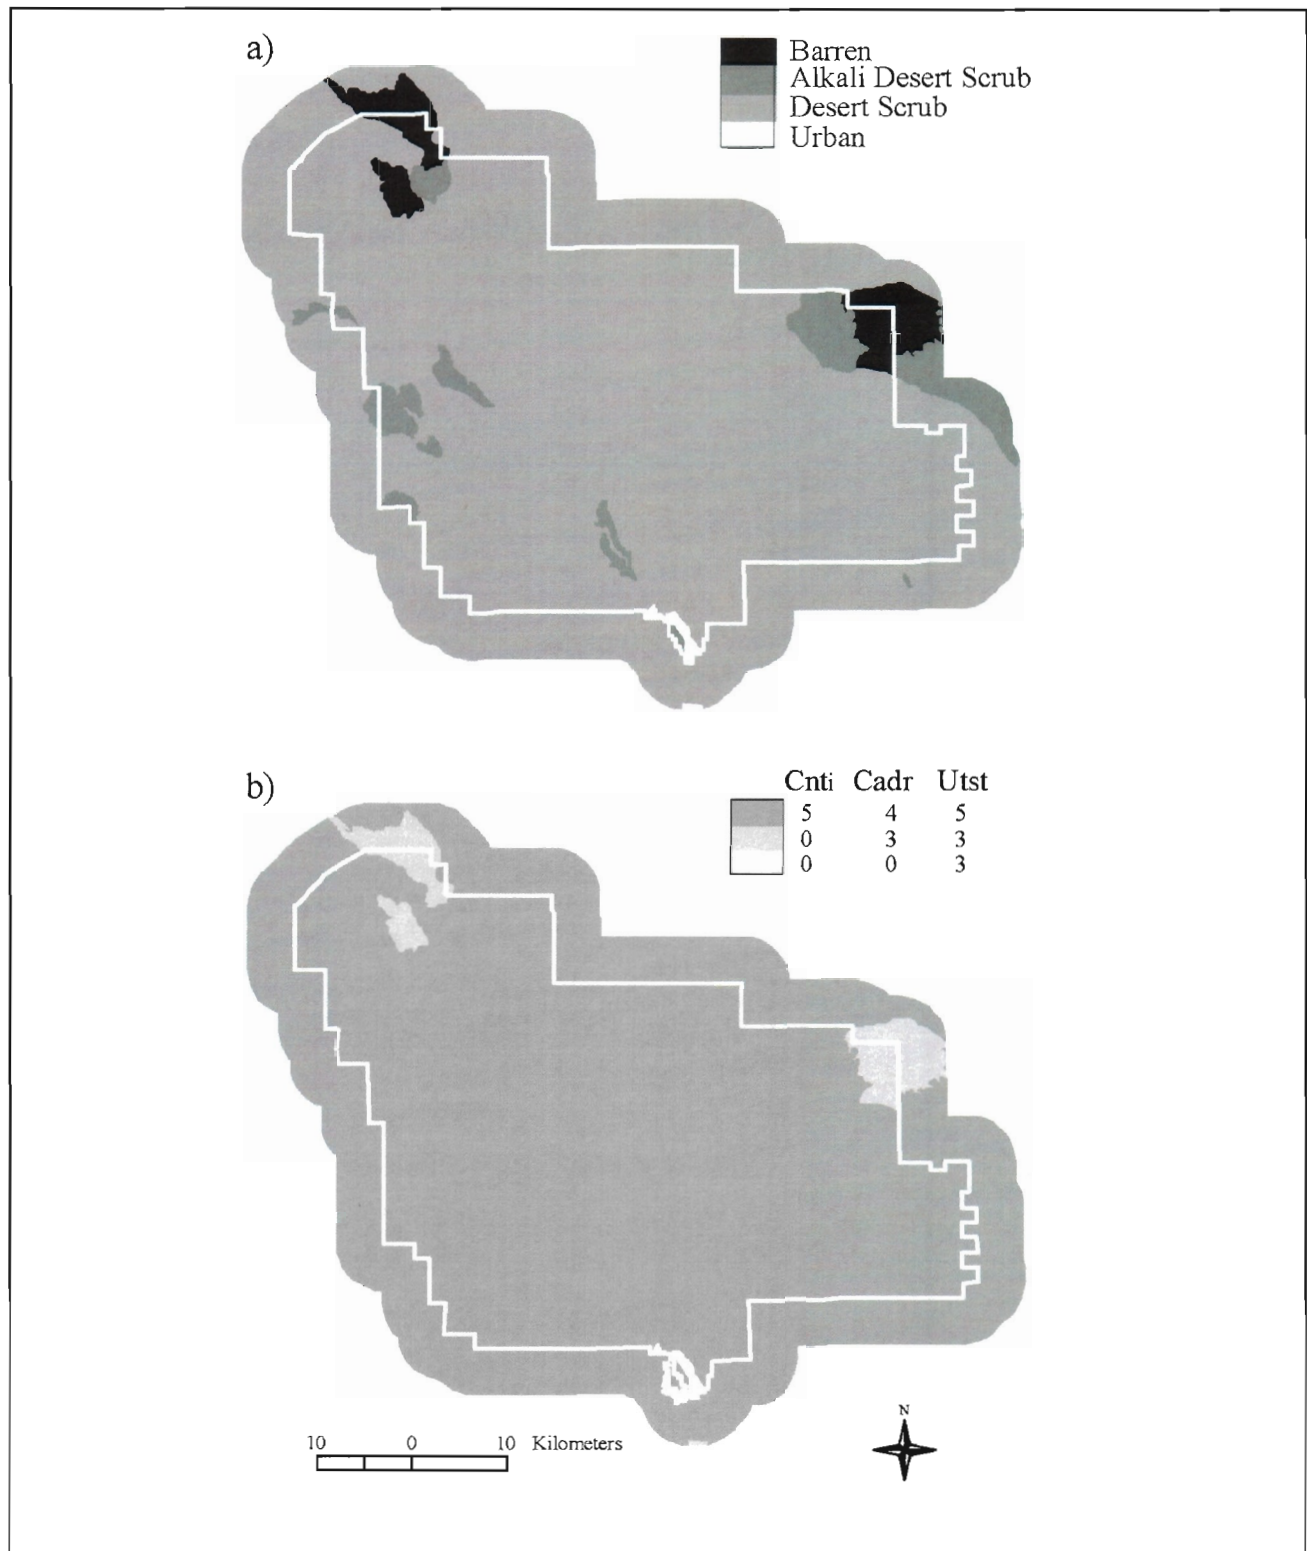 a)
Barren
Alkali Desert Scrub
Desert Scrub
Urban
b)
Cnti Cadr Utst
5 4 5
0 3 3
0 0 3
10 0 10 Kilometers
N